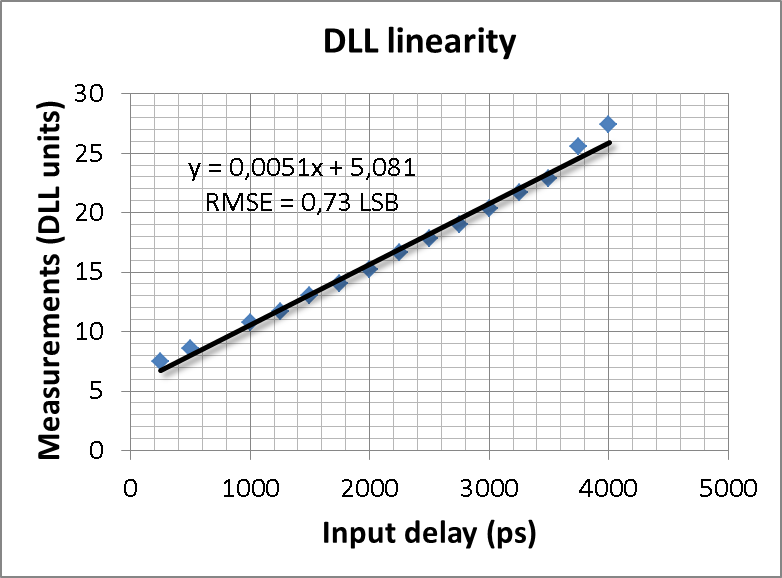 DLL linearity
Measurements (DLL units)
30
25
20
15
10
5
0
y = 0,0051x + 5,081
RMSE = 0,73 LSB
0 1000 2000 3000 4000 5000
Input delay (ps)